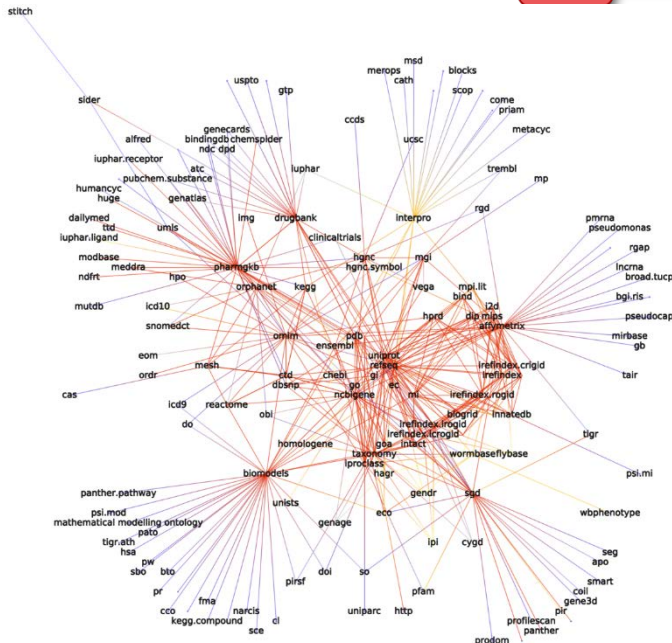 stitch
msd
merops
blocks
cath
uspto
scop
sider
gtp
come
priam
ccds
genecards
metacyc
alfred
bindingdb
chemspider
ucsc
ndc
dpd
iuphar.receptor
atc
iuphar
trembl
pubchem.substance
mp
humancyc
genatlas
huge
rgd
dailymed
img
drugbank
interpro
pmrna
ttd
umls
pseudomonas
iuphar.ligand
clinicaltrials
rgap
modbase
hgnc
mgi
meddra
pharmgkb
hgnc.symbol
lncrna
ndfrt
hpo
broad.tucp
orphanet
kegg
vega
mpi.lit
bind
bgi.ris
mutdb
icd10
i2d
hprd
dip
mips
pseudocap
snomedct
affymetrix
omim
pdb
mirbase
ensembl
gb
eom
uniprot
mesh
refseq
irefindex.crigid
ordr
ctd
chebi
gi
irefindex
tair
dbsnp
go
ec
cas
ncbigene
mi
irefindex.rogid
icd9
reactome
obi
biogrid
innatedb
do
irefindex.irogid
irefindex.icrogid
tigr
homologene
goa
intact
taxonomy
wormbase
flybase
iprociass
biomodels
hagr
psi.mi
panther.pathway
gendr
sgd
unists
psi.mod
eco
wbphenotype
mathematical modelling ontology
genage
pato
tigr.ath
ipi
cygd
hsa
seg
pw
apo
sbo
bto
doi
so
pirsf
smart
pr
pfam
coil
fma
gene3d
cco
narcis
ci
uniparc
http
pir
kegg.compound
profilescan
sce
panther
prodom